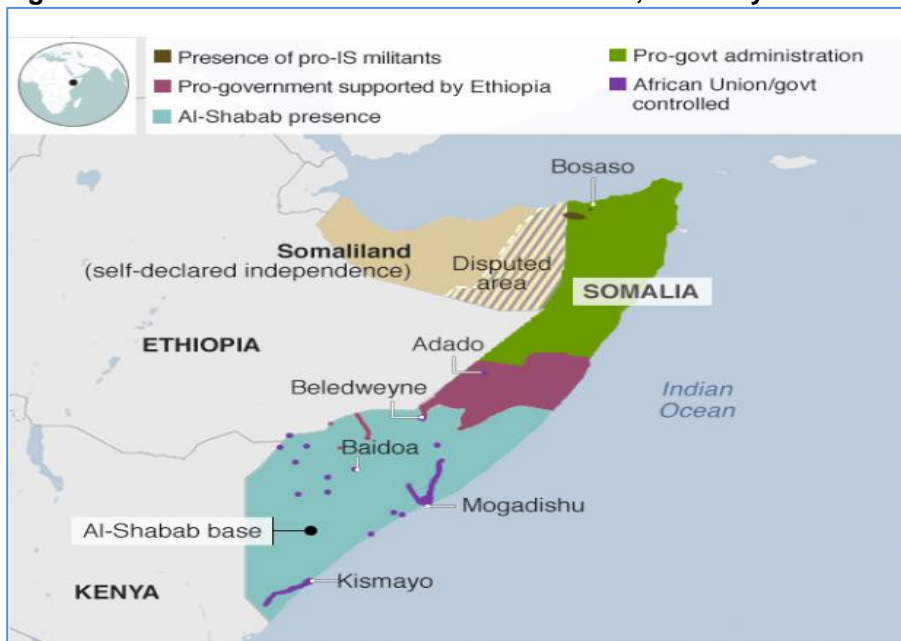 Presence of pro-IS militants
Pro-government supported by Ethiopia
Al-Shabab presence
Pro-govt administration
African Union/govt
controlled
Bosaso
Somaliland
(self-declared independence)
Disputed
area
SOMALIA
ETHIOPIA
Adado
Beledweyne
Indian
Ocean
Baidoa
Mogadishu
Al-Shabab base
Kismayo
KENYA